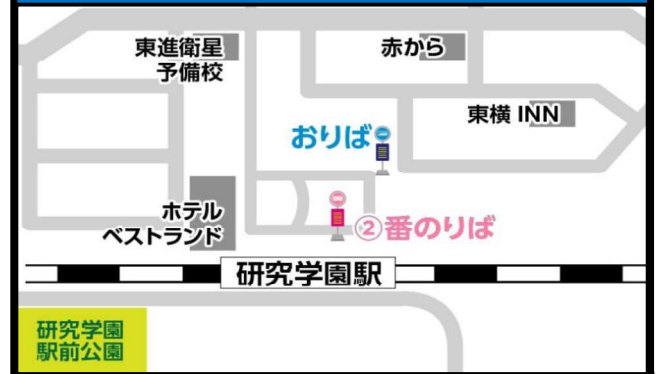 東進衛星
予備校
赤から
東横 INN
おりば
ホテル
ベストランド
②番のりば
研究学園駅
研究学園
駅前公園